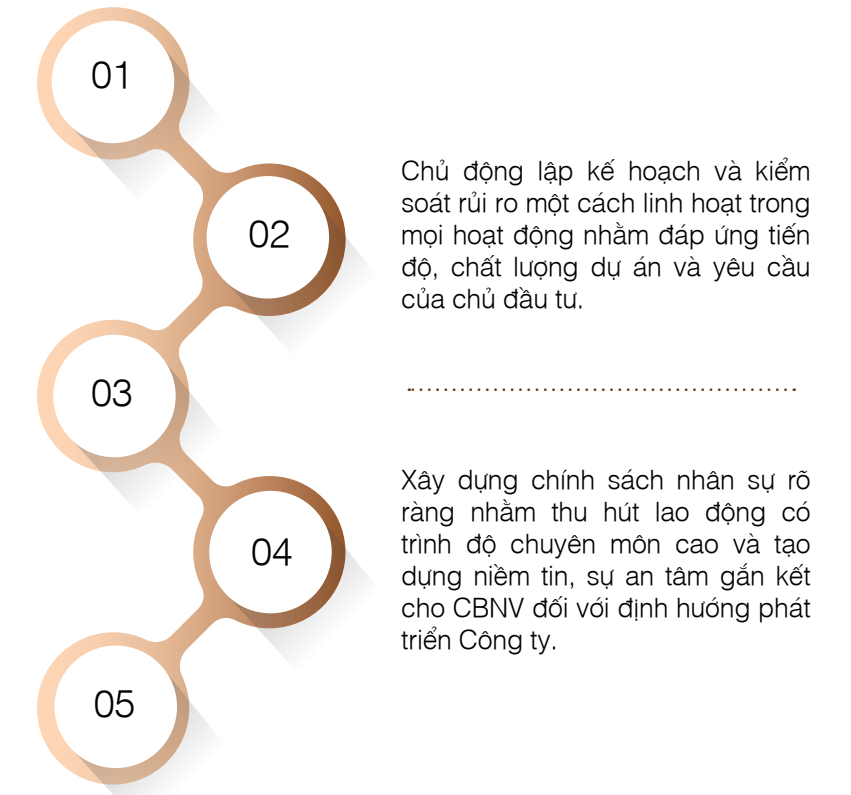 01
02
Chủ động lập kế hoạch và kiểm
soát rủi ro một cách linh hoạt trong
mọi hoạt động nhằm đáp ứng tiến
độ, chất lượng dự án và yêu cầu
của chủ đầu tư.
03
04
Xây dựng chính sách nhân sự rõ
ràng nhằm thu hút lao động có
trình độ chuyên môn cao và tạo
dựng niềm tin, sự an tâm gắn kết
cho CBNV đối với định hướng phát
triển Công ty.
05